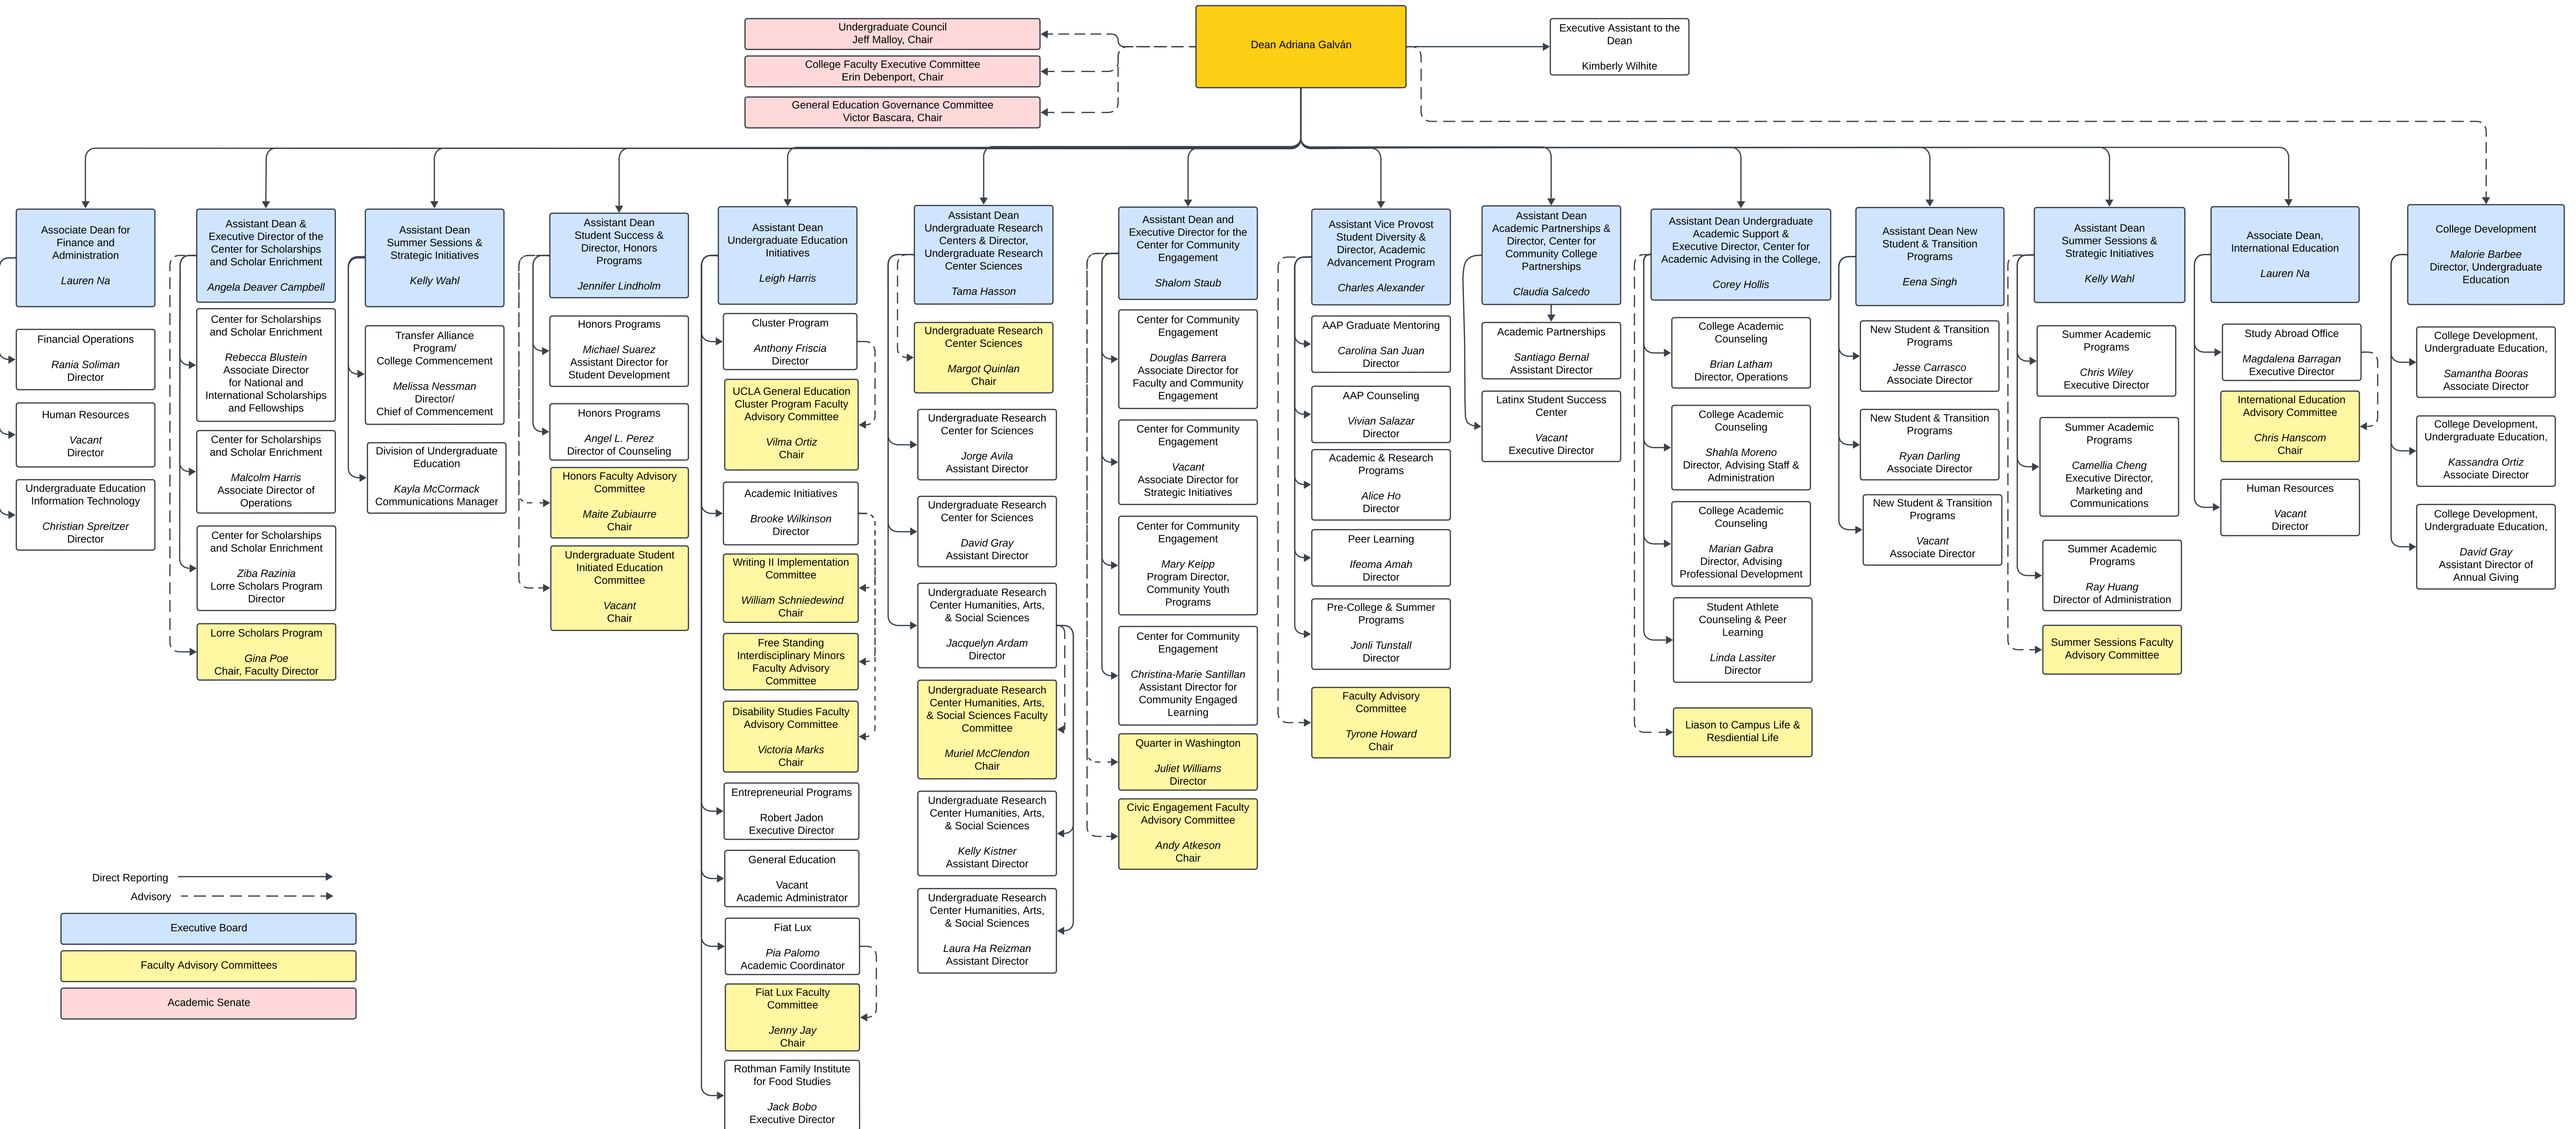 Undergraduate Council
Jeff Malloy, Chair
College Faculty Executive Committee
Erin Debenport, Chair
General Education Governance Committee
Victor Bascara, Chair
Dean Adriana Galván
Executive Assistant to the
Dean
Kimberly Wilhite
Associate Dean for
Finance and
Administration
Lauren Na
Financial Operations
Rania Soliman
Director
Human Resources
Vacant
Director
Undergraduate Education
Information Technology
Christian Spreitzer
Director
Assistant Dean &
Executive Director of the
Center for Scholarships
and Scholar Enrichment
Angela Deaver Campbell
Center for Scholarships
and Scholar Enrichment
Rebecca Blustein
Associate Director
for National and
International Scholarships
and Fellowships
Center for Scholarships
and Scholar Enrichment
Malcolm Harris
Associate Director of
Operations
Center for Scholarships
and Scholar Enrichment
Ziba Razinia
Lorre Scholars Program
Director
Lorre Scholars Program
Gina Poe
Chair, Faculty Director
Assistant Dean
Summer Sessions &
Strategic Initiatives
Kelly Wahl
Transfer Alliance
Program/
College Commencement
Melissa Nessman
Director/
Chief of Commencement
Division of Undergraduate
Education
Kayla McCormack
Communications Manager
Assistant Dean
Student Success &
Director, Honors
Programs
Jennifer Lindholm
Honors Programs
Michael Suarez
Assistant Director for
Student Development
Honors Programs
Angel L. Perez
Director of Counseling
Honors Faculty Advisory
Committee
Maite Zubiaurre
Chair
Undergraduate Student
Initiated Education
Committee
Vacant
Chair
Assistant Dean
Undergraduate Education
Initiatives
Leigh Harris
Cluster Program
Anthony Friscia
Director
UCLA General Education
Cluster Program Faculty
Advisory Committee
Vilma Ortiz
Chair
Academic Initiatives
Brooke Wilkinson
Director
Writing II Implementation
Committee
William Schniedewind
Chair
Free Standing
Interdisciplinary Minors
Faculty Advisory
Committee
Disability Studies Faculty
Advisory Committee
Victoria Marks
Chair
Entrepreneurial Programs
Robert Jadon
Executive Director
General Education
Vacant
Academic Administrator
Fiat Lux
Pia Palomo
Academic Coordinator
Fiat Lux Faculty
Committee
Jenny Jay
Chair
Rothman Family Institute
for Food Studies
Jack Bobo
Executive Director
Assistant Dean
Undergraduate Research
Centers & Director,
Undergraduate Research
Center Sciences
Tama Hasson
Undergraduate Research
Center Sciences
Margot Quinlan
Chair
Undergraduate Research
Center for Sciences
Jorge Avila
Assistant Director
Undergraduate Research
Center for Sciences
David Gray
Assistant Director
Undergraduate Research
Center Humanities, Arts,
& Social Sciences
Jacquelyn Ardam
Director
Undergraduate Research
Center Humanities, Arts,
& Social Sciences Faculty
Committee
Muriel McClendon
Chair
Undergraduate Research
Center Humanities, Arts,
& Social Sciences
Kelly Kistner
Assistant Director
Undergraduate Research
Center Humanities, Arts,
& Social Sciences
Laura Ha Reizman
Assistant Director
Assistant Dean and
Executive Director for the
Center for Community
Engagement
Shalom Staub
Center for Community
Engagement
Douglas Barrera
Associate Director for
Faculty and Community
Engagement
Center for Community
Engagement
Vacant
Associate Director for
Strategic Initiatives
Center for Community
Engagement
Mary Keipp
Program Director,
Community Youth
Programs
Center for Community
Engagement
Christina-Marie Santillan
Assistant Director for
Community Engaged
Learning
Quarter in Washington
Juliet Williams
Director
Civic Engagement Faculty
Advisory Committee
Andy Atkeson
Chair
Assistant Vice Provost
Student Diversity &
Director, Academic
Advancement Program
Charles Alexander
AAP Graduate Mentoring
Carolina San Juan
Director
AAP Counseling
Vivian Salazar
Director
Academic & Research
Programs
Alice Ho
Director
Peer Learning
Ifeoma Amah
Director
Pre-College & Summer
Programs
Jonli Tunstall
Director
Faculty Advisory
Committee
Tyrone Howard
Chair
Assistant Dean
Academic Partnerships &
Director, Center for
Community College
Partnerships
Claudia Salcedo
Academic Partnerships
Santiago Bernal
Assistant Director
Latinx Student Success
Center
Vacant
Executive Director
Assistant Dean Undergraduate
Academic Support &
Executive Director, Center for
Academic Advising in the College,
Corey Hollis
College Academic
Counseling
Brian Latham
Director, Operations
College Academic
Counseling
Shahla Moreno
Director, Advising Staff &
Administration
College Academic
Counseling
Marian Gabra
Director, Advising
Professional Development
Student Athlete
Counseling & Peer
Learning
Linda Lassiter
Director
Liason to Campus Life &
Resdiential Life
Assistant Dean New
Student & Transition
Programs
Eena Singh
New Student & Transition
Programs
Jesse Carrasco
Associate Director
New Student & Transition
Programs
Ryan Darling
Associate Director
New Student & Transition
Programs
Vacant
Associate Director
Assistant Dean
Summer Sessions &
Strategic Initiatives
Kelly Wahl
Summer Academic
Programs
Chris Wiley
Executive Director
Summer Academic
Programs
Camellia Cheng
Executive Director,
Marketing and
Communications
Summer Academic
Programs
Ray Huang
Director of Administration
Summer Sessions Faculty
Advisory Committee
Associate Dean,
International Education
Lauren Na
Study Abroad Office
Magdalena Barragan
Executive Director
International Education
Advisory Committee
Chris Hanscom
Chair
Human Resources
Vacant
Director
College Development
Malorie Barbee
Director, Undergraduate
Education
College Development,
Undergraduate Education,
Samantha Booras
Associate Director
College Development,
Undergraduate Education,
Kassandra Ortiz
Associate Director
College Development,
Undergraduate Education,
David Gray
Assistant Director of
Annual Giving
Direct Reporting
Advisory
Executive Board
Faculty Advisory Committees
Academic Senate